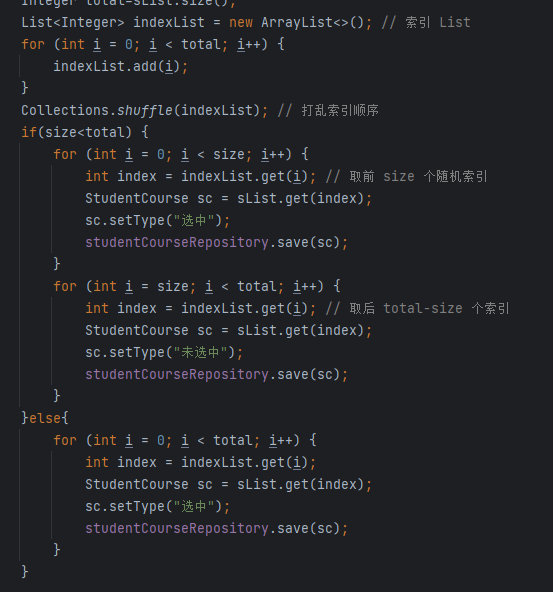 Integer total=sList.size();
List<Integer> indexList = new ArrayList<>(); // 索引 List
for (int i = 0; i < total; i++) {
    indexList.add(i);
}
Collections.shuffle(indexList); // 打乱索引顺序
if(size<total) {
    for (int i = 0; i < size; i++) {
        int index = indexList.get(i); // 取前 size 个随机索引
        StudentCourse sc = sList.get(index);
        sc.setType("选中");
        studentCourseRepository.save(sc);
    }
    for (int i = size; i < total; i++) {
        int index = indexList.get(i); // 取后 total-size 个索引
        StudentCourse sc = sList.get(index);
        sc.setType("未选中");
        studentCourseRepository.save(sc);
    }
}else{
    for (int i = 0; i < total; i++) {
        int index = indexList.get(i);
        StudentCourse sc = sList.get(index);
        sc.setType("选中");
        studentCourseRepository.save(sc);
    }
}